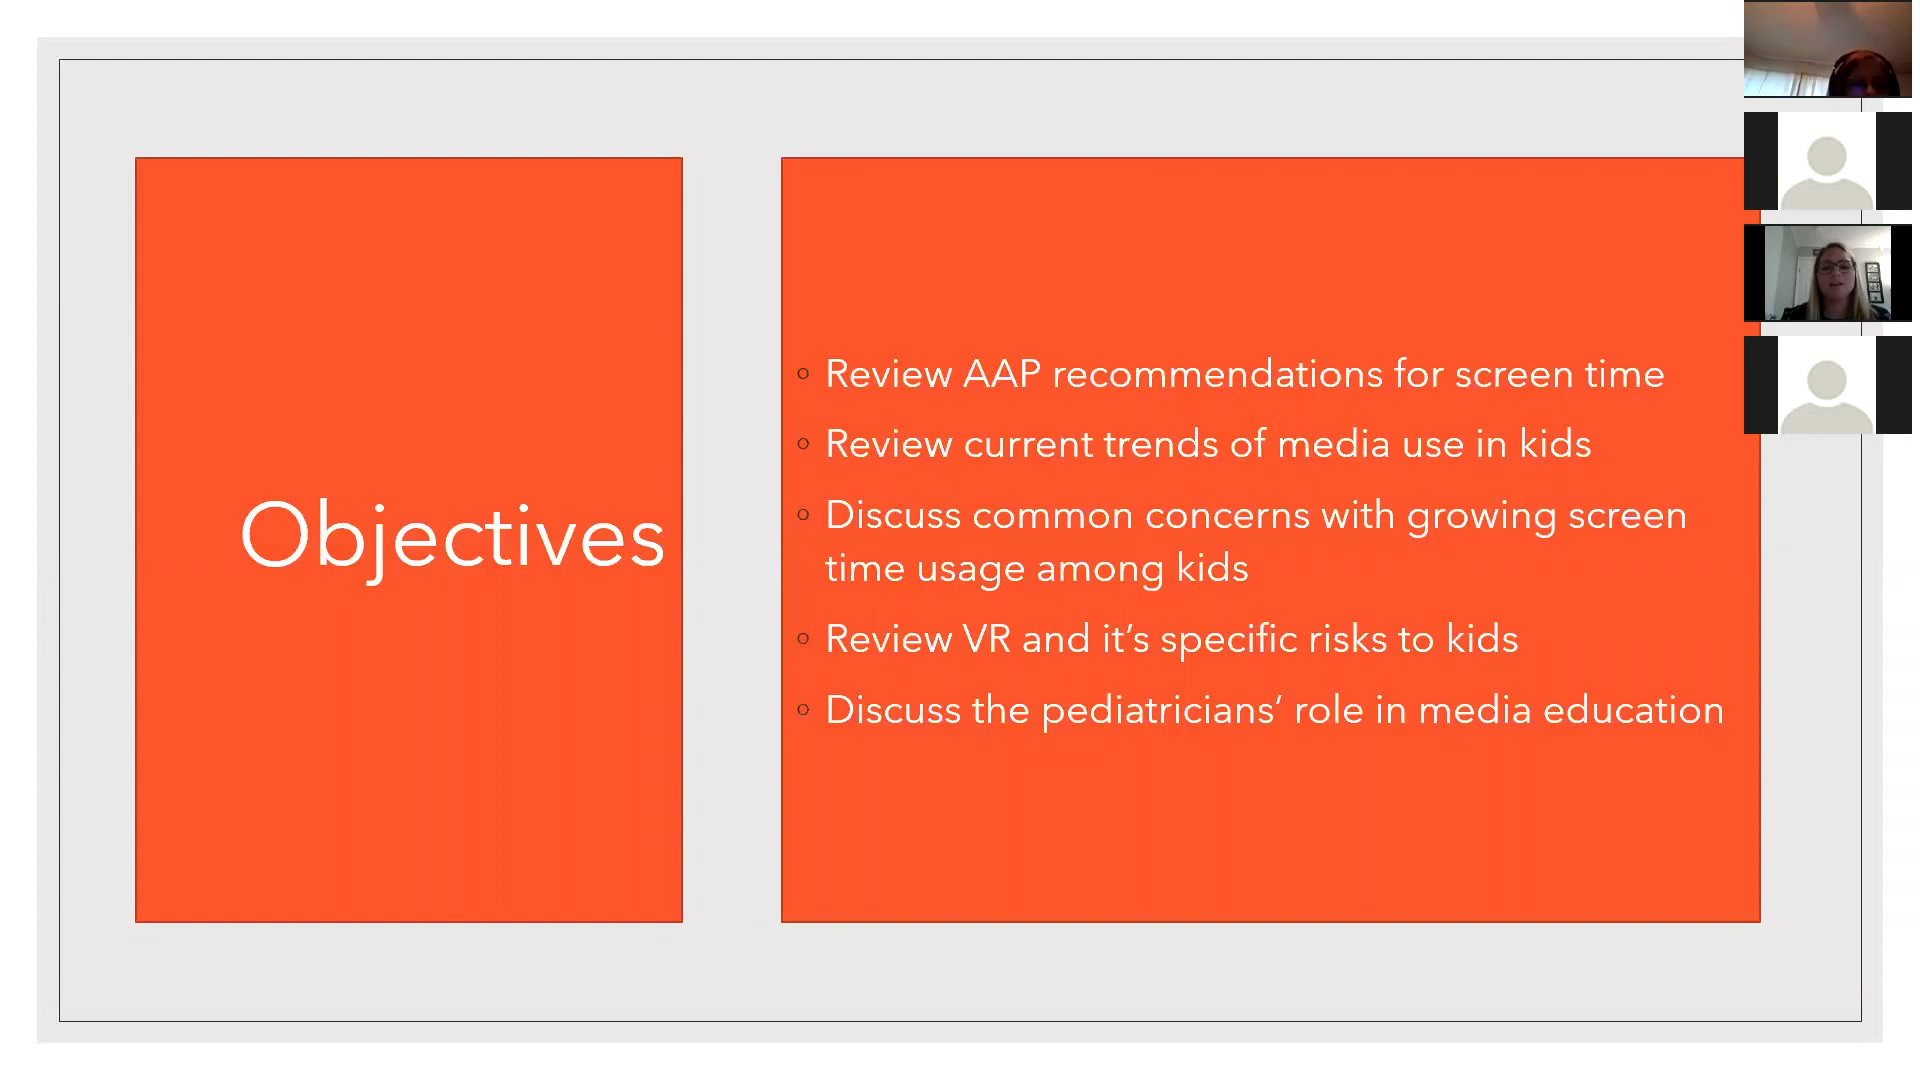 Objectives
◦ Review AAP recommendations for screen time
◦ Review current trends of media use in kids
◦ Discuss common concerns with growing screen
time usage among kids
◦ Review VR and it’s specific risks to kids
◦ Discuss the pediatricians’ role in media education